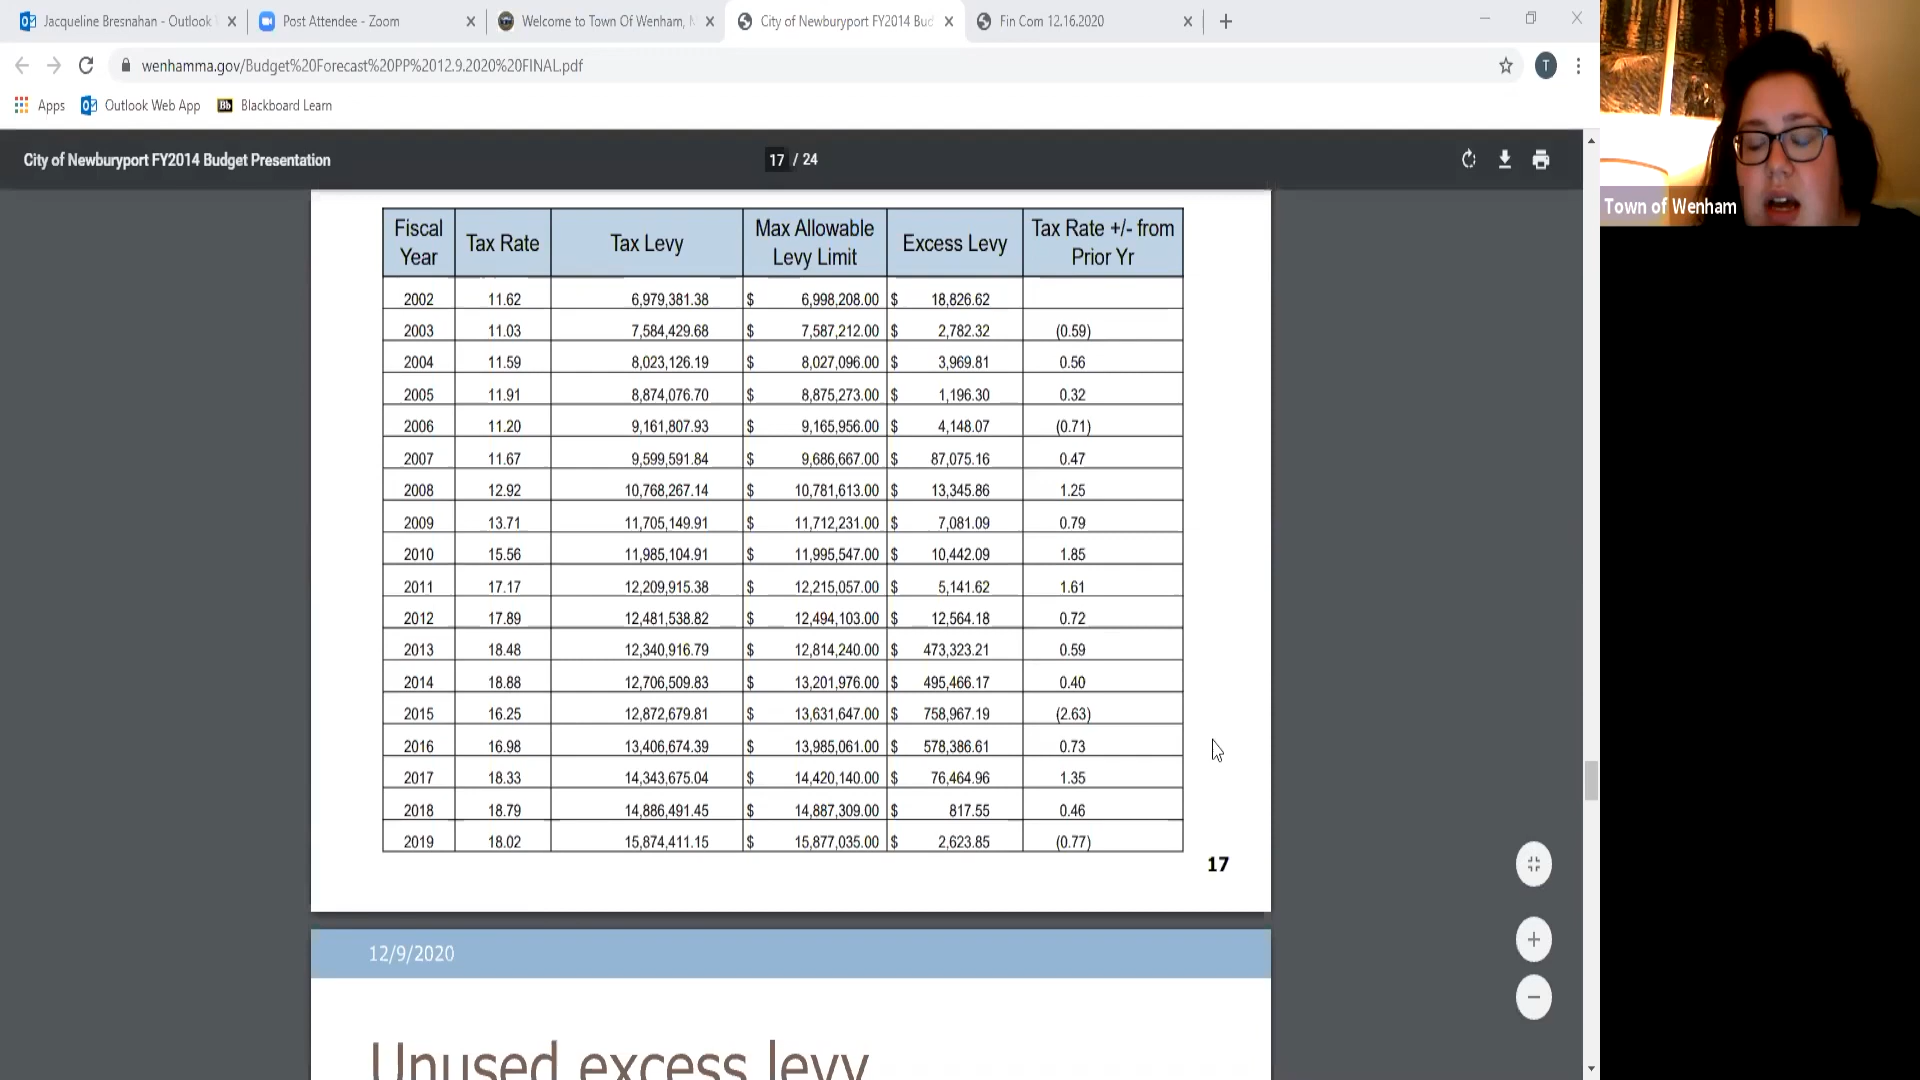 Jacqueline Bresnahan - Outlook
Post Attendee - Zoom
Welcome to Town Of Wenham, M
City of Newburyport FY2014 Bud
Fin Com 12.16.2020
wenhamma.gov/Budget%20Forecast%20PP%2012.9.2020%20FINAL.pdf
T
Apps
Outlook Web App
Bb Blackboard Learn
City of Newburyport FY2014 Budget Presentation
17 / 24
Town of Wenham
Fiscal Year Tax Rate Tax Levy Max Allowable Levy Limit Excess Levy Tax Rate +/- from Prior Yr
2002 11.62 6,979,381.38 $ 6,998,208.00 $ 18,826.62
2003 11.03 7,584,429.68 $ 7,587,212.00 $ 2,782.32 (0.59)
2004 11.59 8,023,126.19 $ 8,027,096.00 $ 3,969.81 0.56
2005 11.91 8,874,076.70 $ 8,875,273.00 $ 1,196.30 0.32
2006 11.20 9,161,807.93 $ 9,165,956.00 $ 4,148.07 (0.71)
2007 11.67 9,599,591.84 $ 9,686,667.00 $ 87,075.16 0.47
2008 12.92 10,768,267.14 $ 10,781,613.00 $ 13,345.86 1.25
2009 13.71 11,705,149.91 $ 11,712,231.00 $ 7,081.09 0.79
2010 15.56 11,985,104.91 $ 11,995,547.00 $ 10,442.09 1.85
2011 17.17 12,209,915.38 $ 12,215,057.00 $ 5,141.62 1.61
2012 17.89 12,481,538.82 $ 12,494,103.00 $ 12,564.18 0.72
2013 18.48 12,340,916.79 $ 12,814,240.00 $ 473,323.21 0.59
2014 18.88 12,706,509.83 $ 13,201,976.00 $ 495,466.17 0.40
2015 16.25 12,872,679.81 $ 13,631,647.00 $ 758,967.19 (2.63)
2016 16.98 13,406,674.39 $ 13,985,061.00 $ 578,386.61 0.73
2017 18.33 14,343,675.04 $ 14,420,140.00 $ 76,464.96 1.35
2018 18.79 14,886,491.45 $ 14,887,309.00 $ 817.55 0.46
2019 18.02 15,874,411.15 $ 15,877,035.00 $ 2,623.85 (0.77)
17
12/9/2020
Unused excess levy